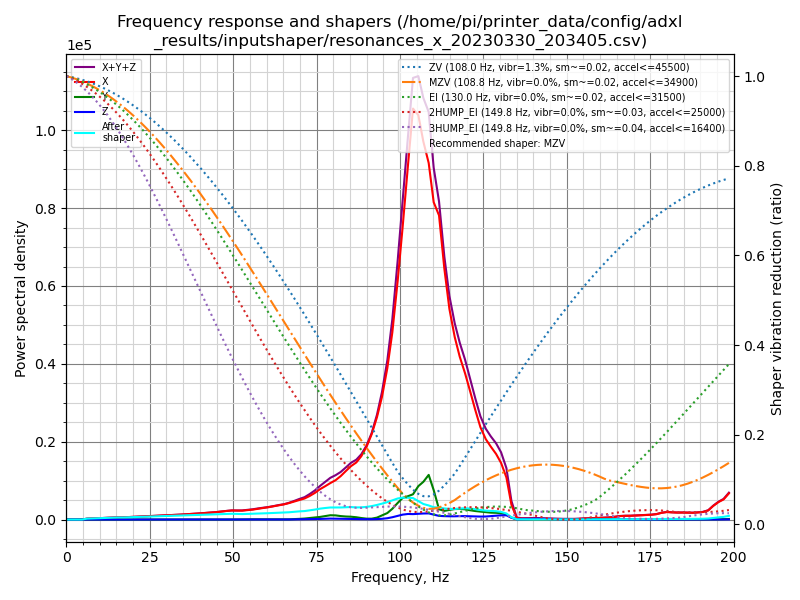 Frequency response and shapers (/home/pi/printer_data/config/adxl
_results/inputshaper/resonances_x_20230330_203405.csv)
1e5
X+Y+Z
X
Y
Z
After
shaper
ZV (108.0 Hz, vibr=1.3%, sm~=0.02, accel<=45500)
MZV (108.8 Hz, vibr=0.0%, sm~=0.02, accel<=34900)
EI (130.0 Hz, vibr=0.0%, sm~=0.02, accel<=31500)
2HUMP_EI (149.8 Hz, vibr=0.0%, sm~=0.03, accel<=25000)
3HUMP_EI (149.8 Hz, vibr=0.0%, sm~=0.04, accel<=16400)
Recommended shaper: MZV
Power spectral density
1.0
0.8
0.6
0.4
0.2
0.0
1.0
0.8
0.6
0.4
0.2
0.0
Shaper vibration reduction (ratio)
0 25 50 75 100 125 150 175 200
Frequency, Hz